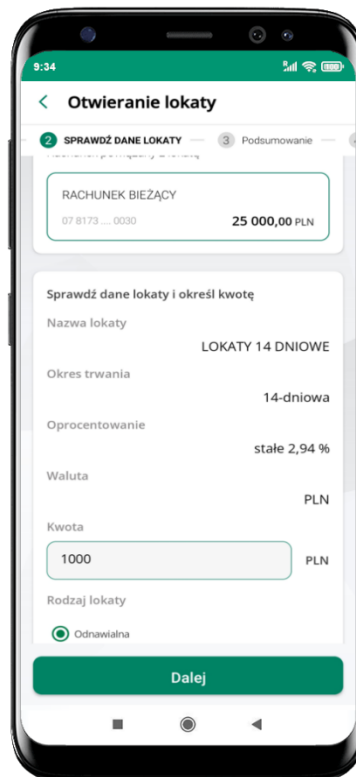 9:34
Otwieranie lokaty
2 SPRAWDŹ DANE LOKATY 3 Podsumowanie
RACHUNEK BIEŻĄCY
07 8173 ... 0030 25 000,00 PLN
Sprawdź dane lokaty i określ kwotę
Nazwa lokaty
LOKATY 14 DNIOWE
Okres trwania
14-dniowa
Oprocentowanie
stałe 2,94 %
Waluta
PLN
Kwota
1000 PLN
Rodzaj lokaty
Odnawialna
Dalej